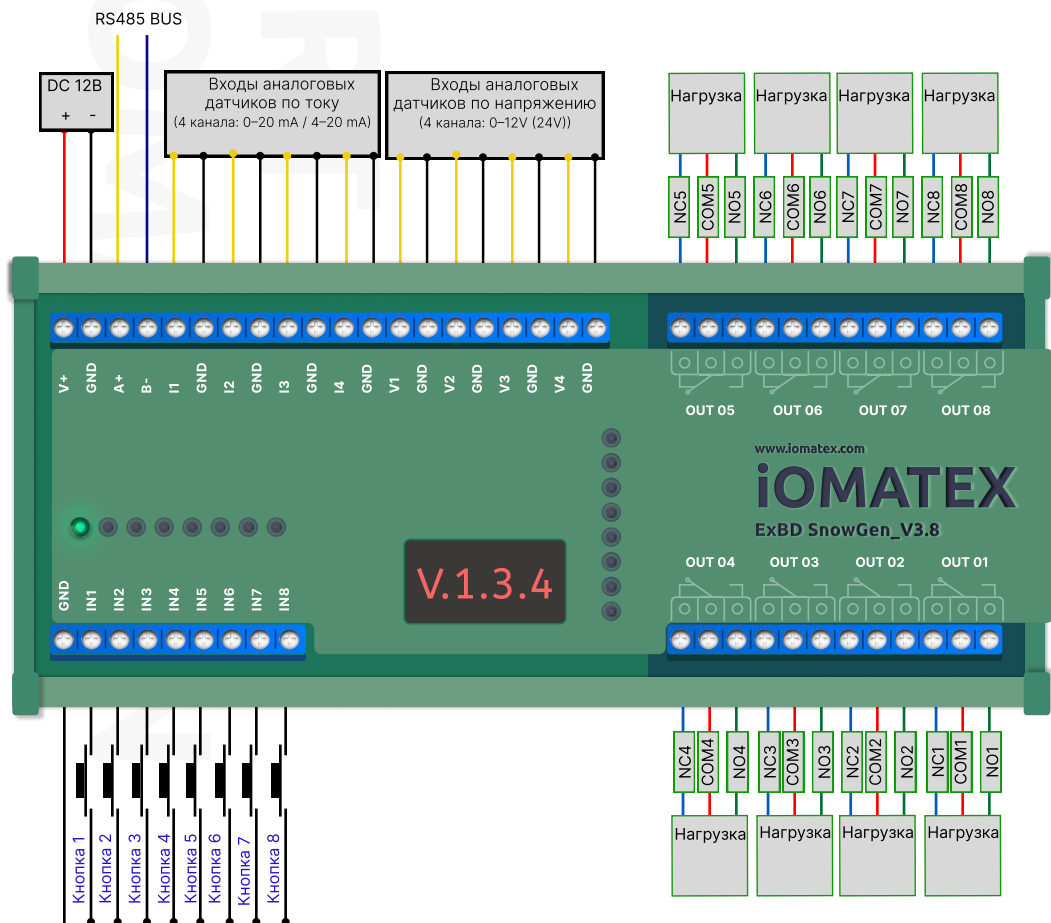 RS485 BUS
DC 12В
+ -
Входы аналоговых
датчиков по току
(4 канала: 0–20 mA / 4–20 mA)
Входы аналоговых
датчиков по напряжению
(4 канала: 0–12V (24V))
Нагрузка
Нагрузка
Нагрузка
Нагрузка
NC5
COM5
NO5
NC6
COM6
NO6
NC7
COM7
NO7
NC8
COM8
NO8
V+
GND
A+
B-
I1
GND
I2
GND
I3
GND
I4
GND
V1
GND
V2
GND
V3
GND
V4
GND
OUT 05
OUT 06
OUT 07
OUT 08
www.iomatex.com
iOMATEX
ExBD SnowGen_V3.8
V.1.3.4
OUT 04
OUT 03
OUT 02
OUT 01
GND
IN1
IN2
IN3
IN4
IN5
IN6
IN7
IN8
NC4
COM4
NO4
NC3
COM3
NO3
NC2
COM2
NO2
NC1
COM1
NO1
Нагрузка
Нагрузка
Нагрузка
Нагрузка
Кнопка 1
Кнопка 2
Кнопка 3
Кнопка 4
Кнопка 5
Кнопка 6
Кнопка 7
Кнопка 8